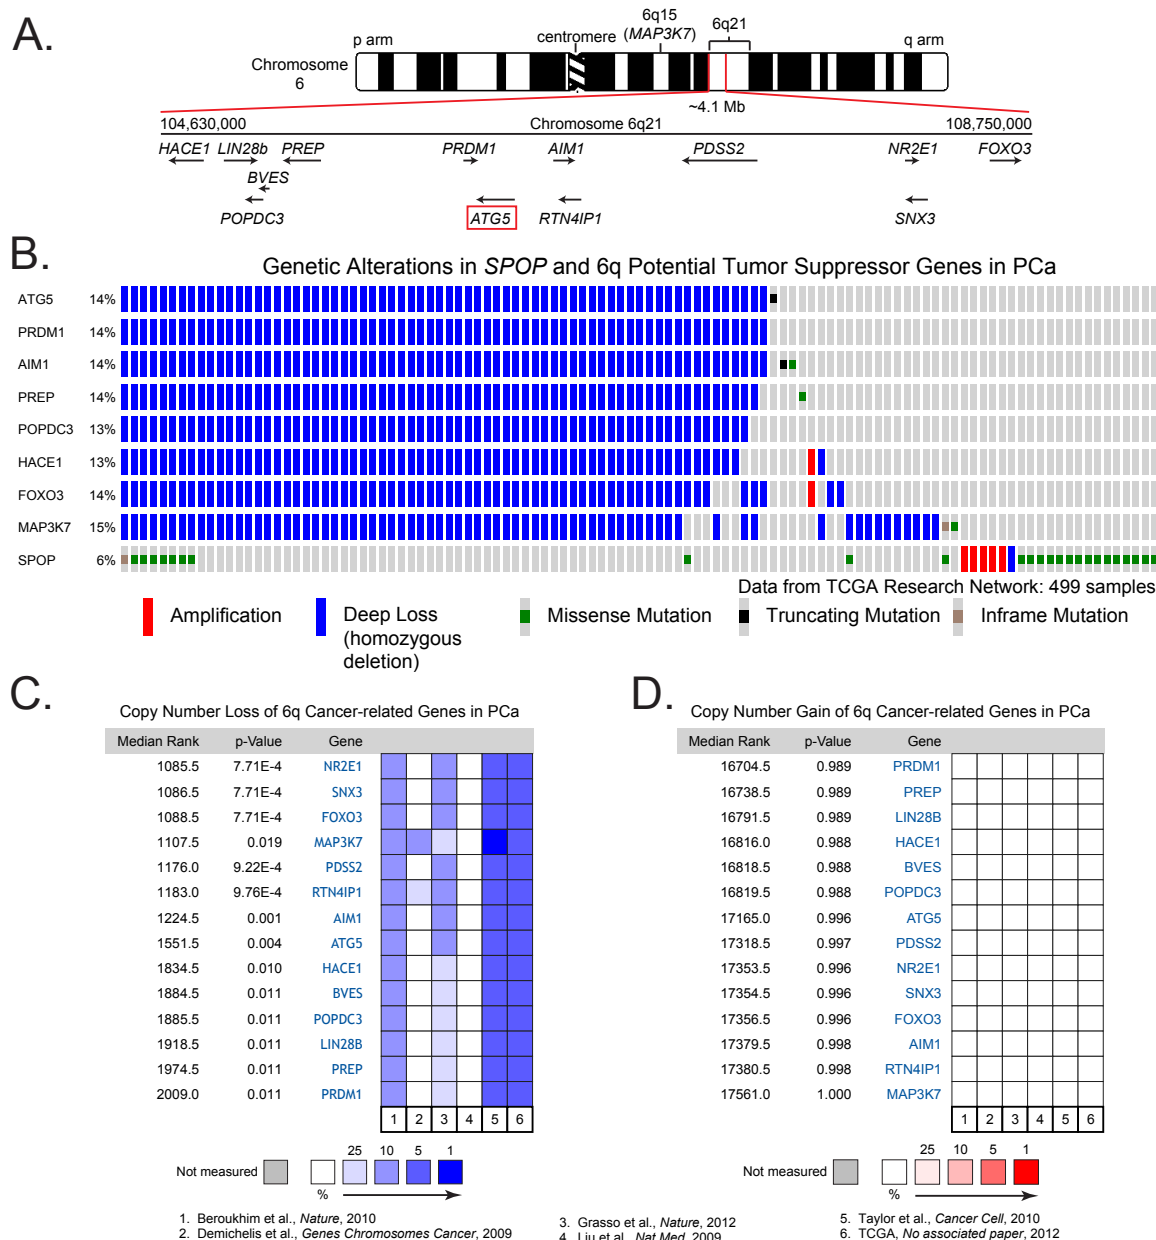 A.
p arm
centromere
6q15
(MAP3K7)
6q21
q arm
Chromosome
6
~4.1 Mb
104,630,000 Chromosome 6q21 108,750,000
HACE1 LIN28b PREP PRDM1 AIM1 PDSS2 NR2E1 FOXO3
BVES
POPDC3 ATG5 RTN4IP1 SNX3
B.
Genetic Alterations in SPOP and 6q Potential Tumor Suppressor Genes in PCa
ATG5 14%
PRDM1 14%
AIM1 14%
PREP 14%
POPDC3 13%
HACE1 13%
FOXO3 14%
MAP3K7 15%
SPOP 6%
Data from TCGA Research Network: 499 samples
Amplification Deep Loss Missense Mutation Truncating Mutation Inframe Mutation
(homozygous
deletion)
C.
Copy Number Loss of 6q Cancer-related Genes in PCa
Median Rank p-Value Gene
1085.5 7.71E-4 NR2E1
1086.5 7.71E-4 SNX3
1088.5 7.71E-4 FOXO3
1107.5 0.019 MAP3K7
1176.0 9.22E-4 PDSS2
1183.0 9.76E-4 RTN4IP1
1224.5 0.001 AIM1
1551.5 0.004 ATG5
1834.5 0.010 HACE1
1884.5 0.011 BVES
1885.5 0.011 POPDC3
1918.5 0.011 LIN28B
1974.5 0.011 PREP
2009.0 0.011 PRDM1
1 2 3 4 5 6
25 10 5 1
Not measured
%
D.
Copy Number Gain of 6q Cancer-related Genes in PCa
Median Rank p-Value Gene
16704.5 0.989 PRDM1
16738.5 0.989 PREP
16791.5 0.989 LIN28B
16816.0 0.988 HACE1
16818.5 0.988 BVES
16819.5 0.988 POPDC3
17165.0 0.996 ATG5
17318.5 0.997 PDSS2
17353.5 0.996 NR2E1
17354.5 0.996 SNX3
17356.5 0.996 FOXO3
17379.5 0.998 AIM1
17380.5 0.998 RTN4IP1
17561.0 1.000 MAP3K7
1 2 3 4 5 6
25 10 5 1
Not measured
%
1. Beroukhim et al., Nature, 2010
2. Demichelis et al., Genes Chromosomes Cancer, 2009
3. Grasso et al., Nature, 2012
4. Liu et al., Nat Med, 2009
5. Taylor et al., Cancer Cell, 2010
6. TCGA, No associated paper, 2012